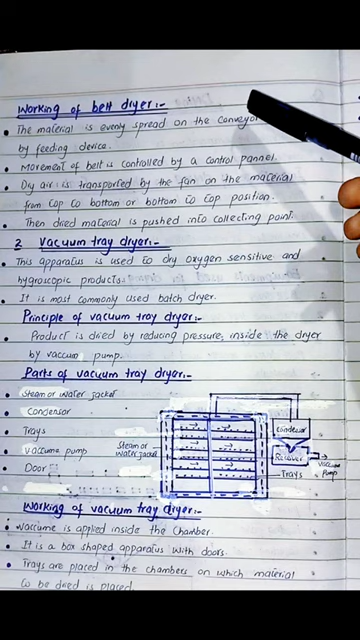 Working of belt dryer:-
• The material is evenly spread on the conveyor
by feeding device.
• Movement of belt is controlled by a control pannel.
• Dry air is transported by the fan on the material
from top to bottom or bottom to top position.
• Then dried material is pushed into collecting point.
2 Vacuum tray dryer:-
• This apparatus is used to dry oxygen sensitive and
hygroscopic products.
• It is most commonly used batch dryer.
Principle of vacuum tray dryer:-
• Product is dried by reducing pressure, inside the dryer
by vaccum pump.
Parts of vacuum tray dryer:-
• Steam or water jacket
• Condensor
• Trays
• Vaccume pump
• Door
Steam or
water jacket
Condensor
Reciver
Vaccume
Pump
Trays
Working of vacuum tray dryer:-
• Vaccume is applied inside the chamber.
• It is a box shaped apparatus with doors.
• Trays are placed in the chambers on which material
to be dried is placed.